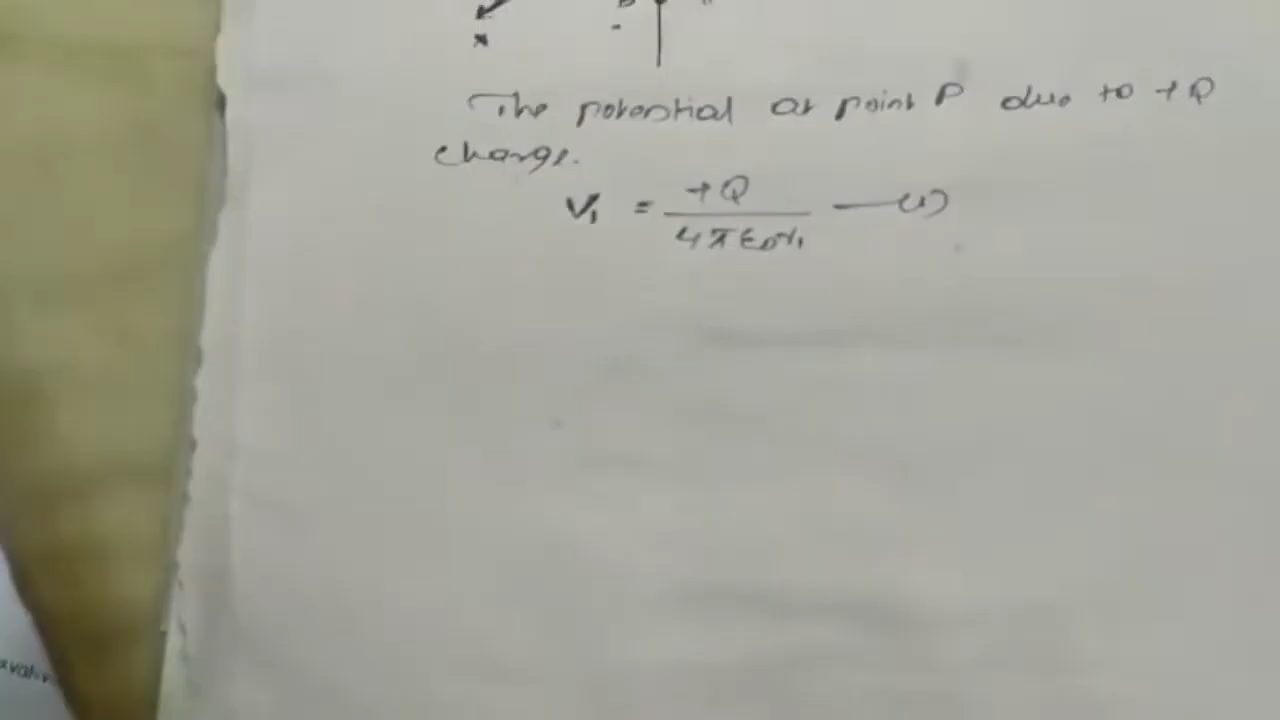 x
The potential at point P due to +Q
charge.
V₁ = +Q / 4πε₀r₁ —(1)